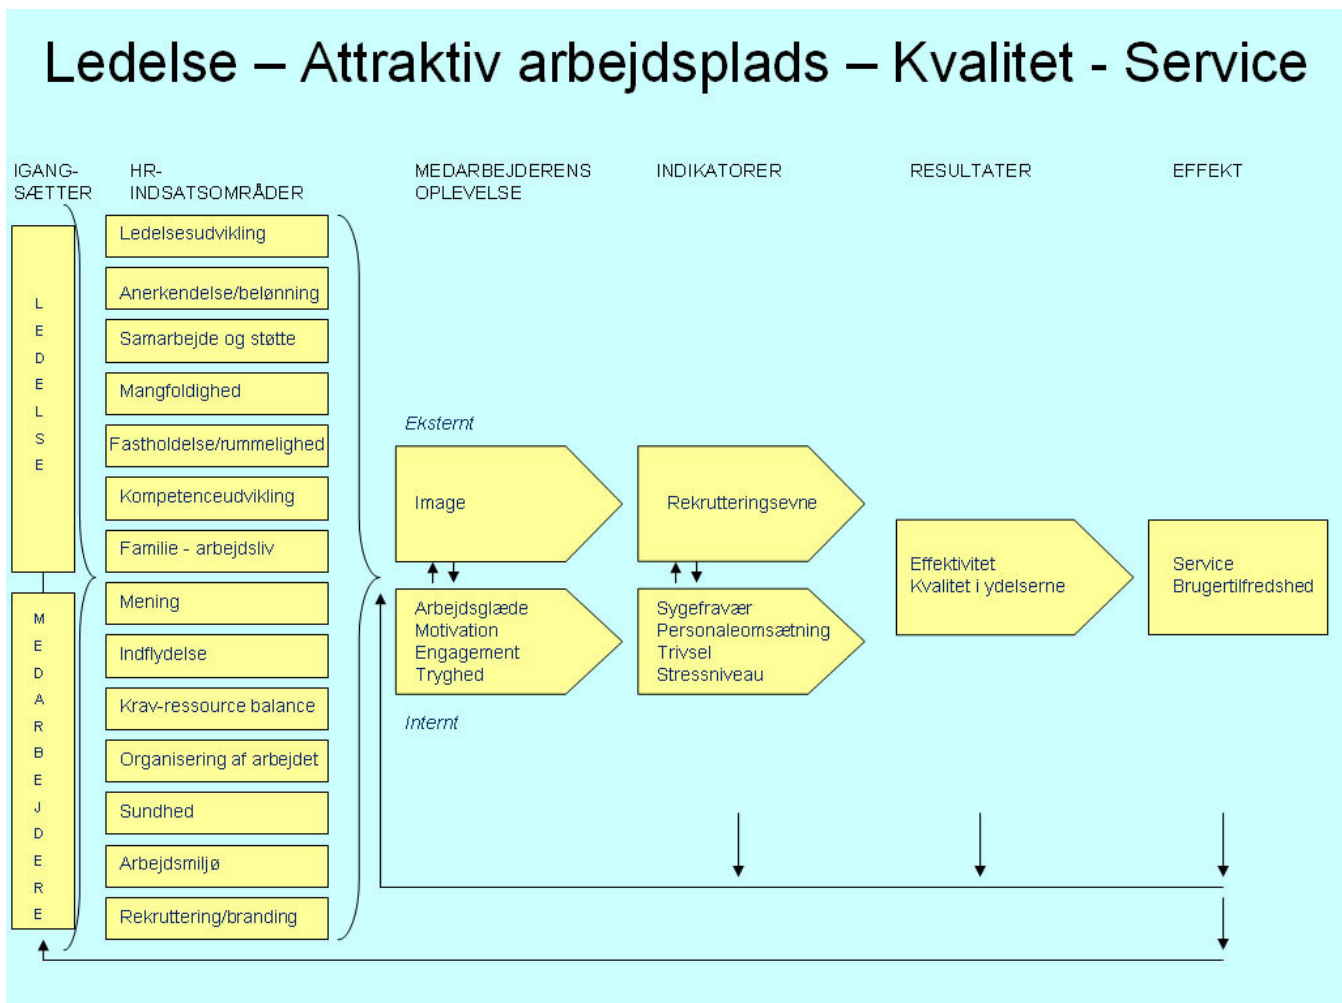 Ledelse – Attraktiv arbejdsplads – Kvalitet - Service
IGANG-
SÆTTER
HR-
INDSATSOMRÅDER
MEDARBEJDERENS
OPLEVELSE
INDIKATORER
RESULTATER
EFFEKT
LEDELSE
MEDARBEJDERE
Ledelsesudvikling
Anerkendelse/belønning
Samarbejde og støtte
Mangfoldighed
Fastholdelse/rummelighed
Kompetenceudvikling
Familie - arbejdsliv
Mening
Indflydelse
Krav-ressource balance
Organisering af arbejdet
Sundhed
Arbejdsmiljø
Rekruttering/branding
Eksternt
Image
Arbejdsglæde
Motivation
Engagement
Tryghed
Internt
Rekrutteringsevne
Sygefravær
Personaleomsætning
Trivsel
Stressniveau
Effektivitet
Kvalitet i ydelserne
Service
Brugertilfredshed